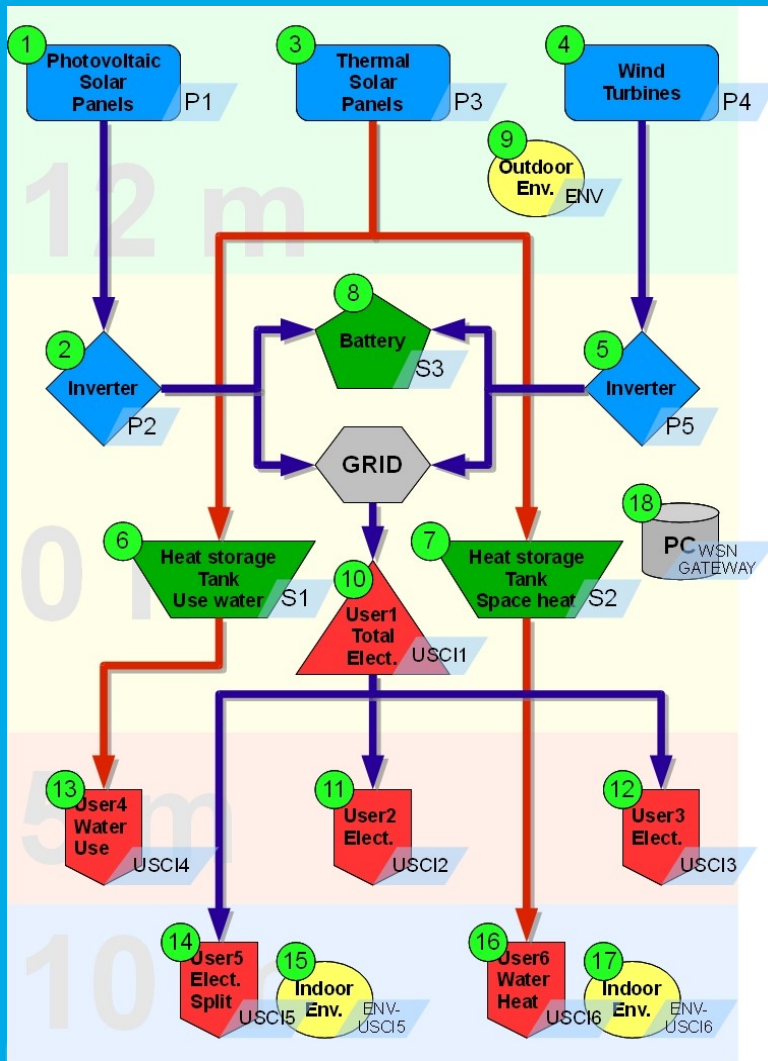 1
Photovoltaic
Solar
Panels
P1
3
Thermal
Solar
Panels
P3
4
Wind
Turbines
P4
9
Outdoor
Env.
ENV
12 m
8
Battery
S3
2
Inverter
P2
5
Inverter
P5
GRID
18
PC
WSN
GATEWAY
6
Heat storage
Tank
Use water
S1
7
Heat storage
Tank
Space heat
S2
10
User1
Total
Elect.
USCI1
0 m
13
User4
Water
Use
USCI4
11
User2
Elect.
USCI2
12
User3
Elect.
USCI3
5 m
14
User5
Elect.
Split
USCI5
15
Indoor
Env.
ENV-
USCI5
16
User6
Water
Heat
USCI6
17
Indoor
Env.
ENV-
USCI6
10 m